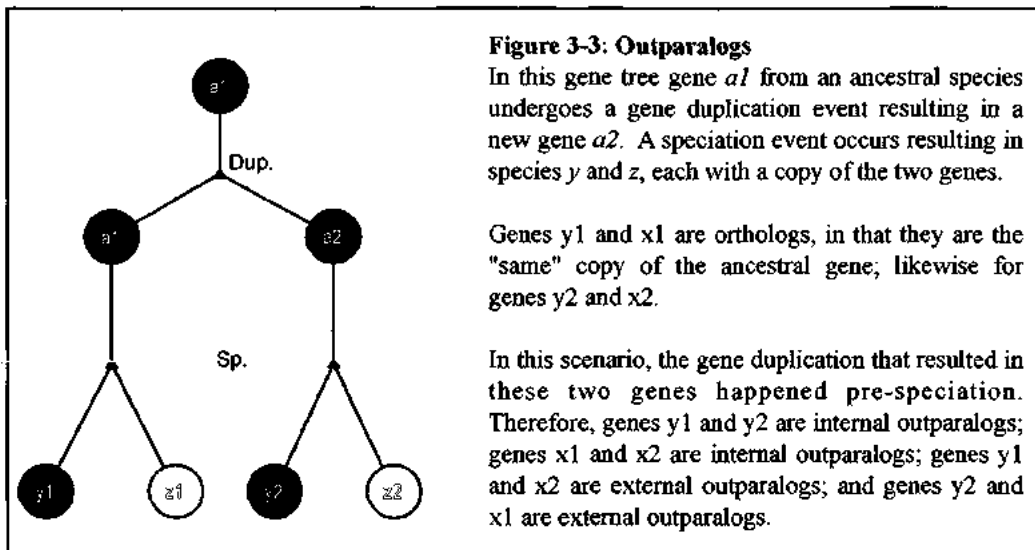 a1
Dup.
a1
a2
Sp.
y1
z1
y2
z2
Figure 3-3: Outparalogs
In this gene tree gene a1 from an ancestral species
undergoes a gene duplication event resulting in a
new gene a2. A speciation event occurs resulting in
species y and z, each with a copy of the two genes.
Genes y1 and x1 are orthologs, in that they are the
"same" copy of the ancestral gene; likewise for
genes y2 and x2.
In this scenario, the gene duplication that resulted in
these two genes happened pre-speciation.
Therefore, genes y1 and y2 are internal outparalogs;
genes x1 and x2 are internal outparalogs; genes y1
and x2 are external outparalogs; and genes y2 and
x1 are external outparalogs.